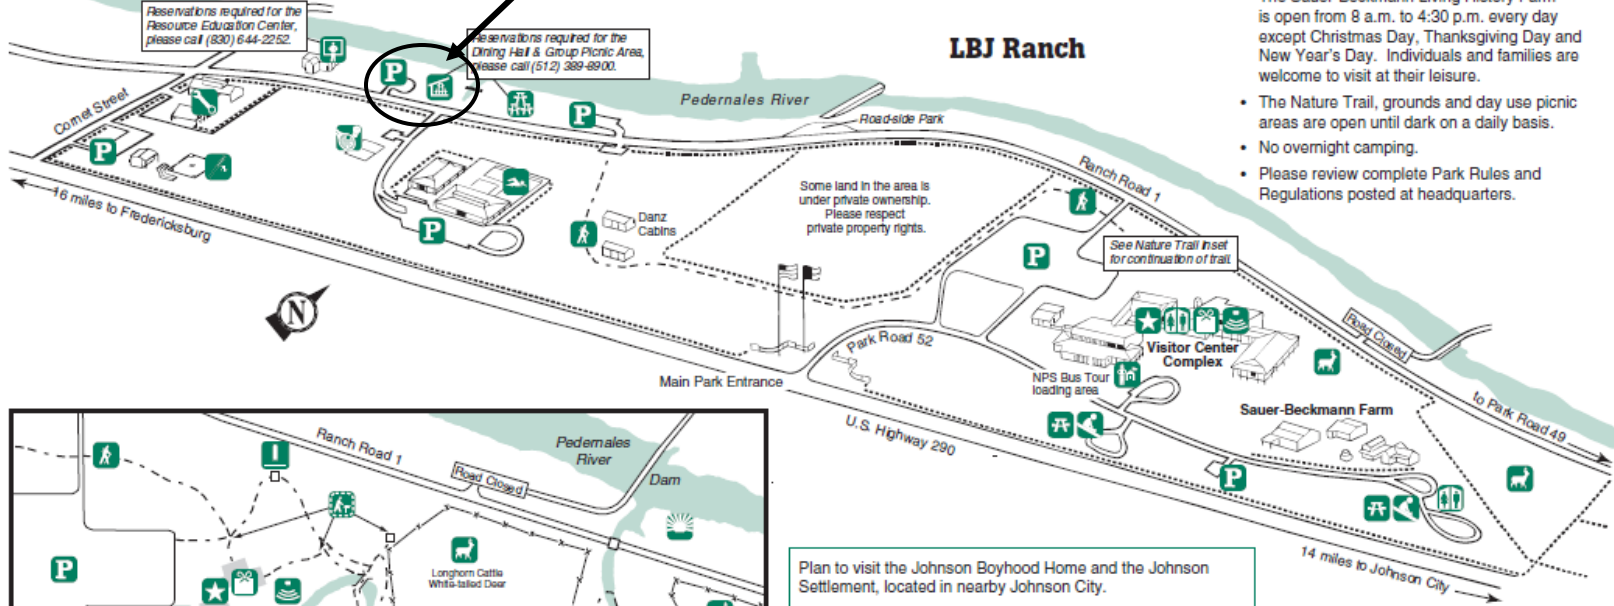 Reservations required for the
Resource Education Center,
please call (830) 644-2252.
Reservations required for the
Dining Hall & Group Picnic Area,
please call (512) 389-8900.
LBJ Ranch
The Sauer-Beckmann Living History Farm
is open from 8 a.m. to 4:30 p.m. every day
except Christmas Day, Thanksgiving Day and
New Year's Day. Individuals and families are
welcome to visit at their leisure.
• The Nature Trail, grounds and day use picnic
areas are open until dark on a daily basis.
• No overnight camping.
• Please review complete Park Rules and
Regulations posted at headquarters.
P
P
Pedernales River
Road-side Park
Comet Street
P
Ranch Road 1
16 miles to Fredericksburg
Some land in the area is
under private ownership.
Please respect
private property rights.
Danz
Cabins
P
P
See Nature Trail Inset
for continuation of trail.
N
Road Closed
Park Road 52
Visitor Center
Complex
NPS Bus Tour
loading area
Main Park Entrance
Sauer-Beckmann Farm
to Park Road 49
U.S. Highway 290
P
14 miles to Johnson City
Ranch Road 1
Pedernales
River
Road Closed
Dam
P
Longhorn Cattle
White-tailed Deer
Plan to visit the Johnson Boyhood Home and the Johnson
Settlement, located in nearby Johnson City.